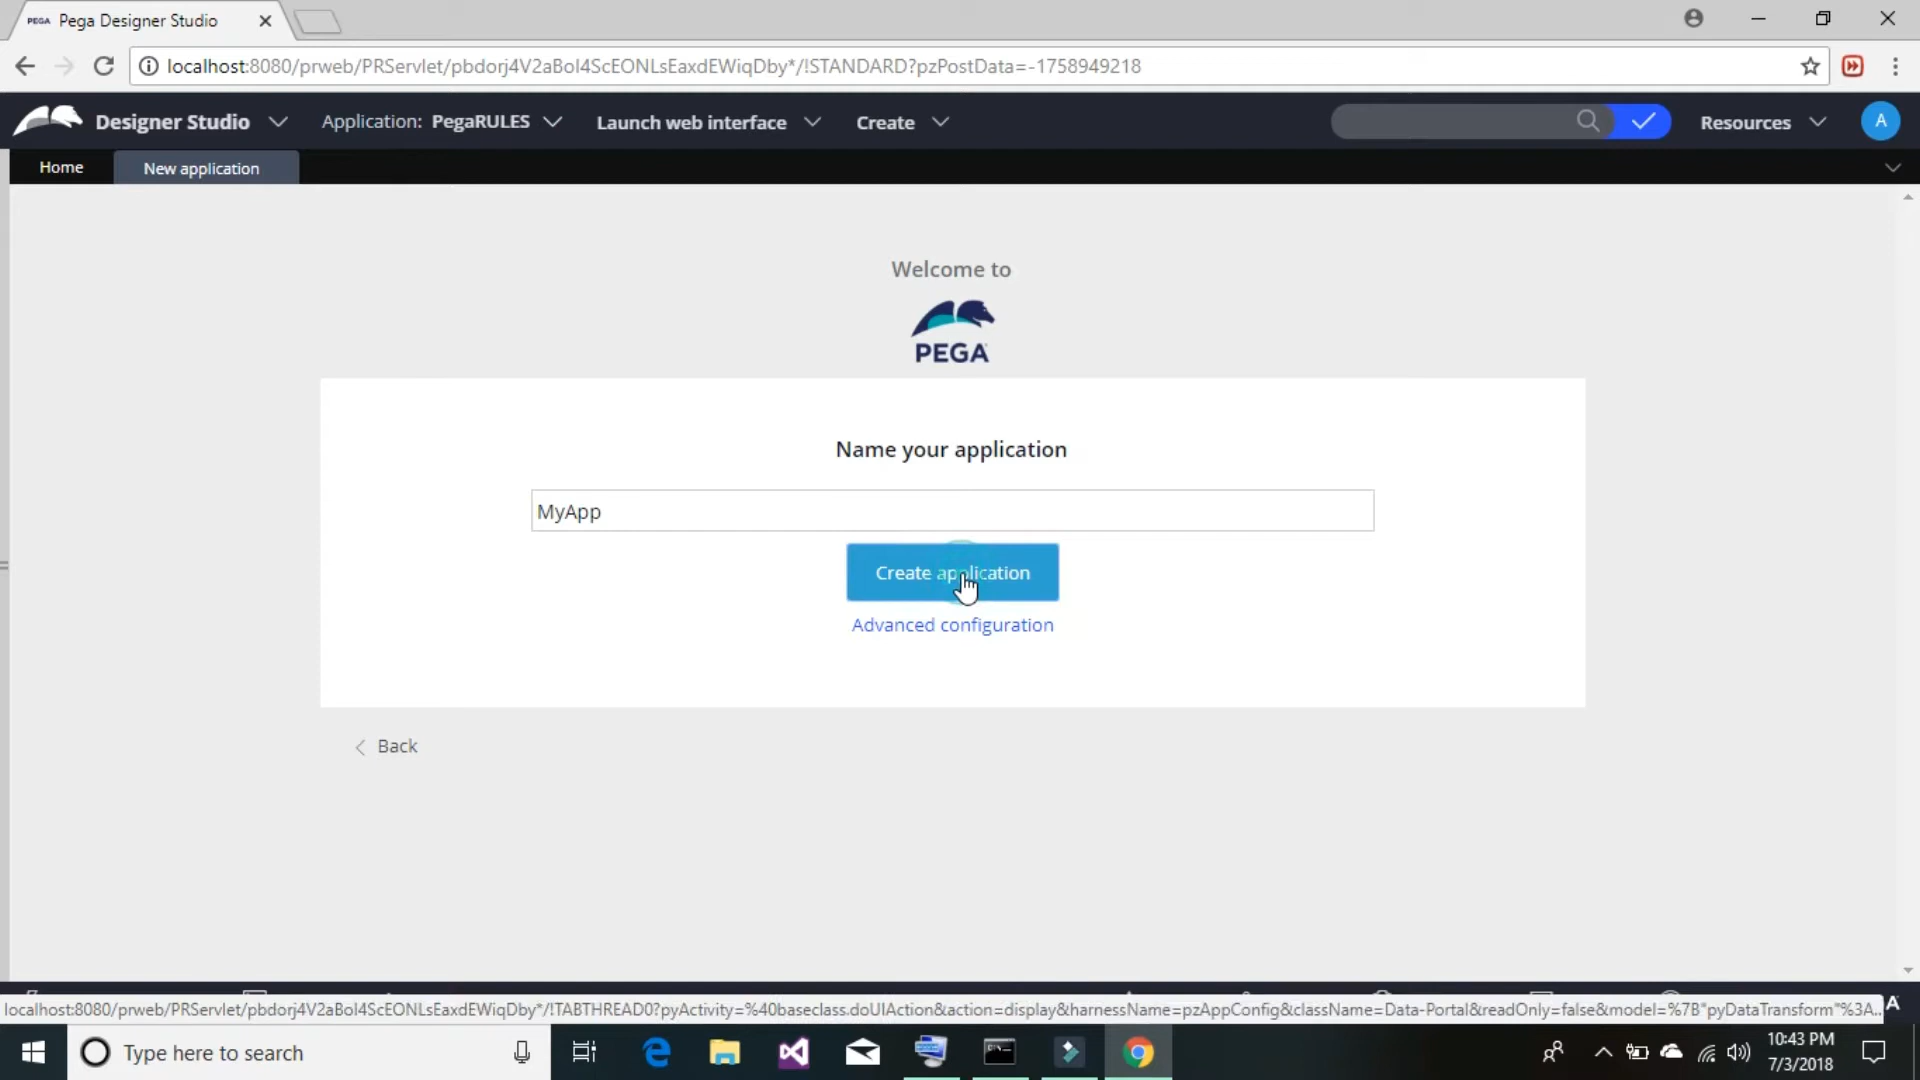 PEGA Pega Designer Studio
localhost:8080/prweb/PRServlet/pbdorj4V2aBol4ScEONLsEaxdEWiqDby*/!STANDARD?pzPostData=-1758949218
Designer Studio Application: PegaRULES Launch web interface Create Resources A
Home New application
Welcome to
PEGA
Name your application
MyApp
Create application
Advanced configuration
Back
localhost:8080/prweb/PRServlet/pbdorj4V2aBol4ScEONLsEaxdEWiqDby*/!TABTHREAD0?pyActivity=%40baseclass.doUIAction&action=display&harnessName=pzAppConfig&className=Data-Portal&readOnly=false&model=%7B"pyDataTransform"%3A... A
Type here to search
10:43 PM
7/3/2018